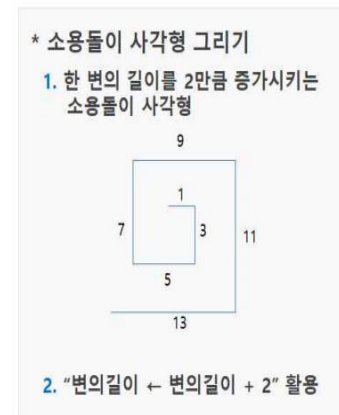 * 소용돌이 사각형 그리기
1. 한 변의 길이를 2만큼 증가시키는
소용돌이 사각형
9
1
7
3
11
5
13
2. “변의길이 ← 변의길이 + 2” 활용